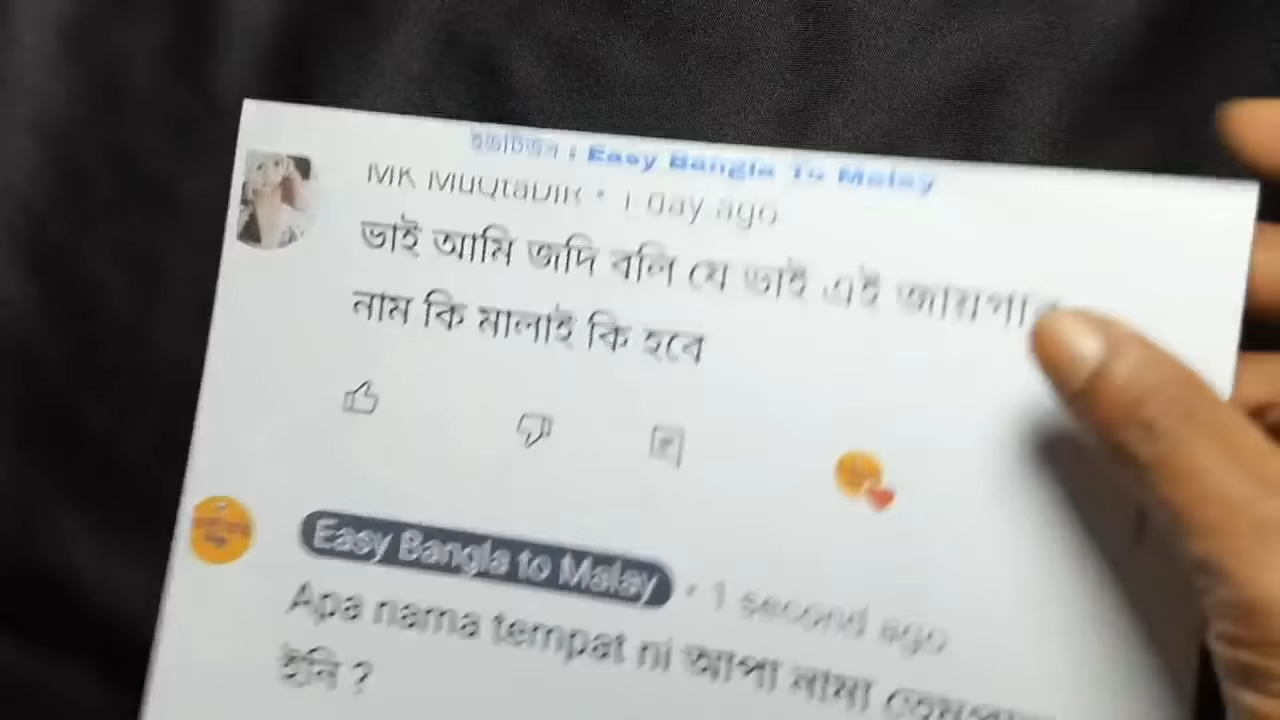 : Easy Bangla To Malay
MK Muqtadir • 1 day ago
ভাই আমি জদি বলি যে ভাই এই জায়গার
নাম কি মালাই কি হবে
Easy Bangla to Malay • 1 second ago
Apa nama tempat ni আপা নামা
ইনি ?